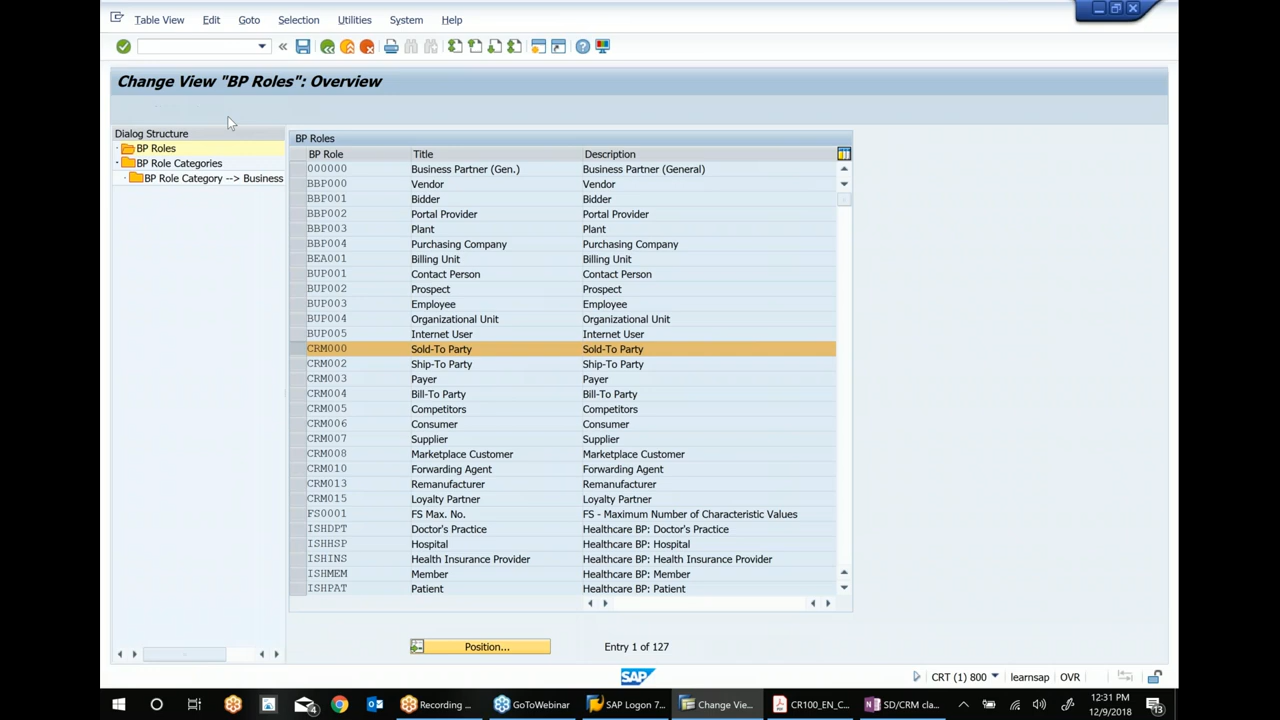 Table View Edit Goto Selection Utilities System Help
Change View "BP Roles": Overview
Dialog Structure
BP Roles
BP Role Categories
BP Role Category --> Business
BP Roles
BP Role Title Description
000000 Business Partner (Gen.) Business Partner (General)
BBP000 Vendor Vendor
BBP001 Bidder Bidder
BBP002 Portal Provider Portal Provider
BBP003 Plant Plant
BBP004 Purchasing Company Purchasing Company
BEA001 Billing Unit Billing Unit
BUP001 Contact Person Contact Person
BUP002 Prospect Prospect
BUP003 Employee Employee
BUP004 Organizational Unit Organizational Unit
BUP005 Internet User Internet User
CRM000 Sold-To Party Sold-To Party
CRM002 Ship-To Party Ship-To Party
CRM003 Payer Payer
CRM004 Bill-To Party Bill-To Party
CRM005 Competitors Competitors
CRM006 Consumer Consumer
CRM007 Supplier Supplier
CRM008 Marketplace Customer Marketplace Customer
CRM010 Forwarding Agent Forwarding Agent
CRM013 Remanufacturer Remanufacturer
CRM015 Loyalty Partner Loyalty Partner
FS0001 FS Max. No. FS - Maximum Number of Characteristic Values
ISHDPT Doctor's Practice Healthcare BP: Doctor's Practice
ISHHSP Hospital Healthcare BP: Hospital
ISHINS Health Insurance Provider Healthcare BP: Health Insurance Provider
ISHMEM Member Healthcare BP: Member
ISHPAT Patient Healthcare BP: Patient
Position... Entry 1 of 127
SAP CRT (1) 800 learnsap OVR
4 Recording ... GoToWebinar SAP Logon 7... Change Vie... CR100_EN_C... SD/CRM cla... 12:31 PM
12/9/2018 13